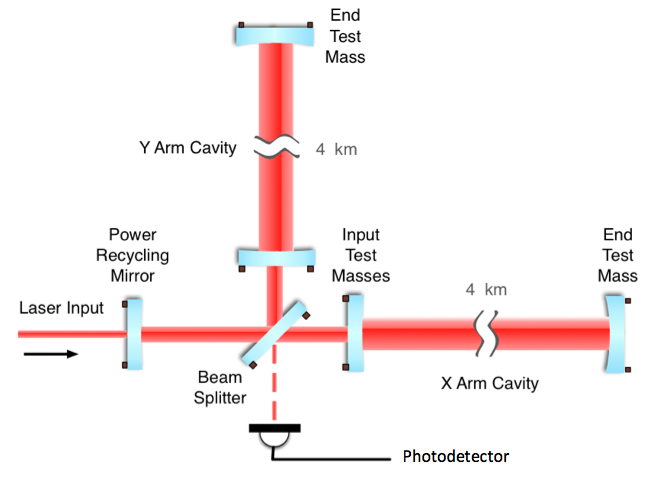 End
Test
Mass
Y Arm Cavity
4 km
Power
Recycling
Mirror
Input
Test
Masses
End
Test
Mass
Laser Input
4 km
Beam
Splitter
X Arm Cavity
Photodetector